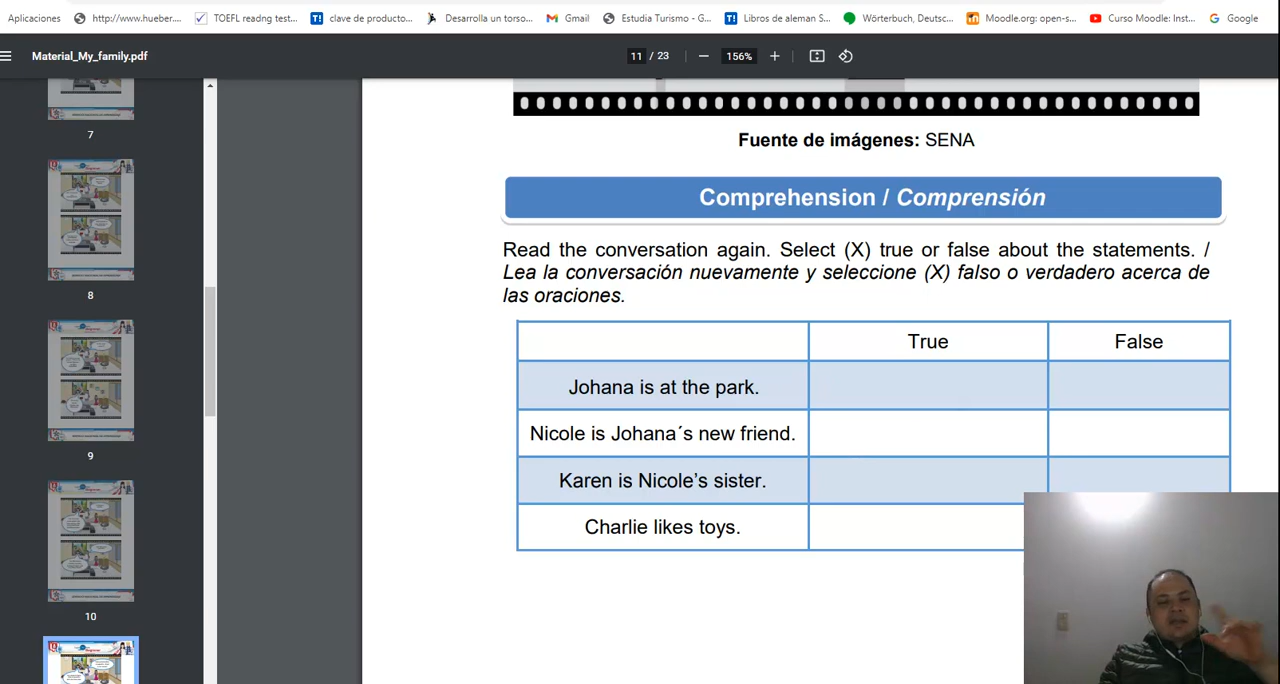 Aplicaciones http://www.hueber.... TOEFL readng test... clave de producto... Desarrolla un torso... Gmail Estudia Turismo - G... Libros de aleman S... Wörterbuch, Deutsc... Moodle.org: open-s... Curso Moodle: Inst... Google
Material_My_family.pdf 11 / 23 156%
7
8
9
10
Fuente de imágenes: SENA
Comprehension / Comprensión
Read the conversation again. Select (X) true or false about the statements. /
Lea la conversación nuevamente y seleccione (X) falso o verdadero acerca de
las oraciones.
True False
Johana is at the park.
Nicole is Johana´s new friend.
Karen is Nicole’s sister.
Charlie likes toys.